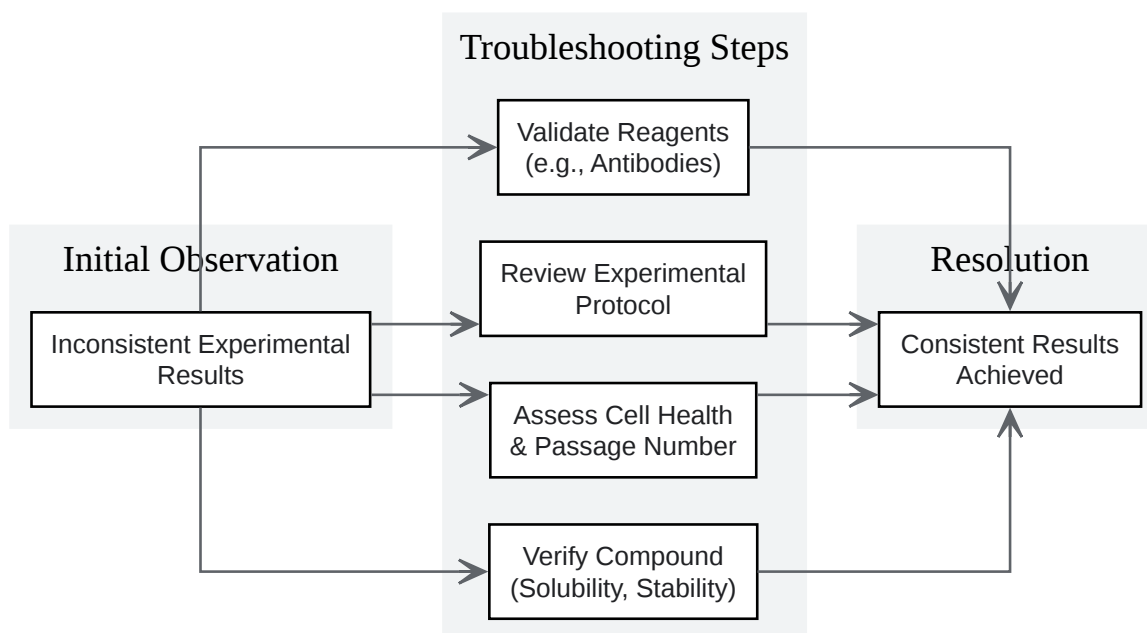 Troubleshooting Steps
Validate Reagents
(e.g., Antibodies)
Initial Observation
Review Experimental
Protocol
Resolution
Inconsistent Experimental
Results
Consistent Results
Achieved
Assess Cell Health
& Passage Number
Verify Compound
(Solubility, Stability)